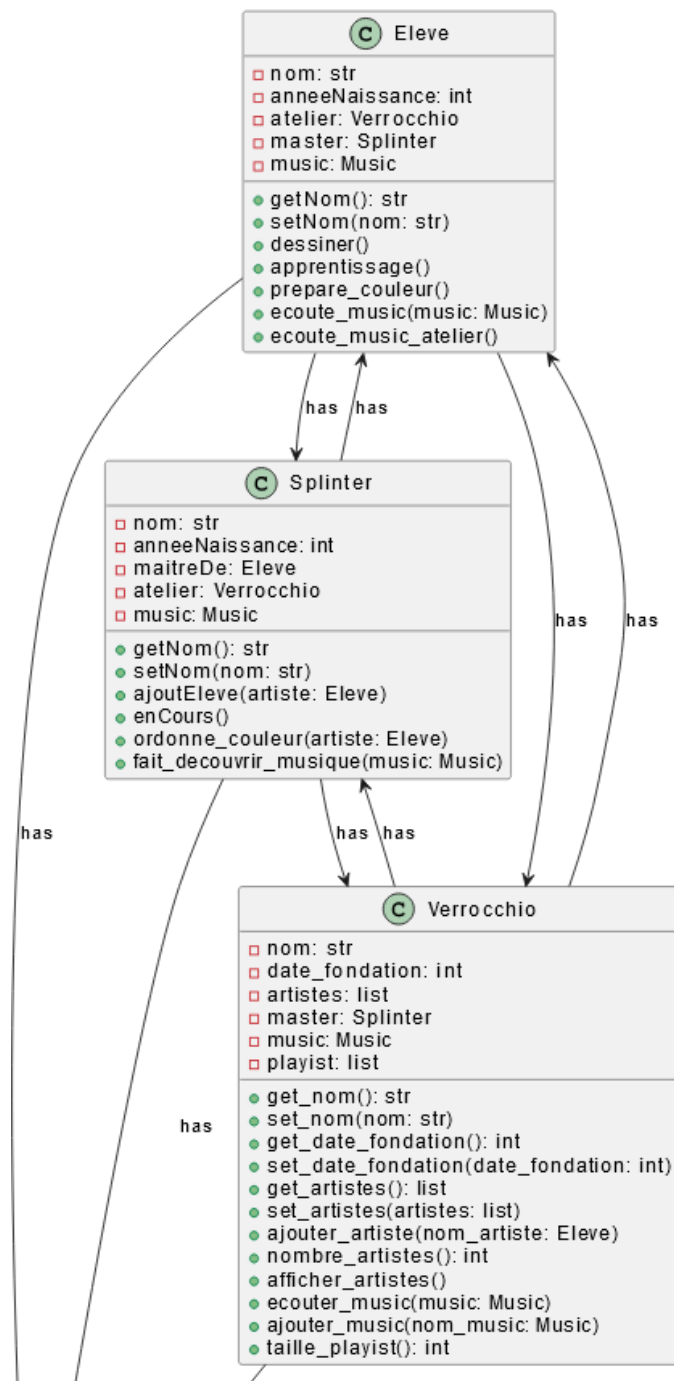 C Eleve
nom: str
anneeNaissance: int
atelier: Verrocchio
master: Splinter
music: Music
getNom(): str
setNom(nom: str)
dessiner()
apprentissage()
prepare_couleur()
ecoute_music(music: Music)
ecoute_music_atelier()
has
has
C Splinter
nom: str
anneeNaissance: int
maitreDe: Eleve
atelier: Verrocchio
music: Music
getNom(): str
setNom(nom: str)
ajoutEleve(artiste: Eleve)
enCours()
ordonne_couleur(artiste: Eleve)
fait_decouvrir_musique(music: Music)
has
has
has
has
has
C Verrocchio
nom: str
date_fondation: int
artistes: list
master: Splinter
music: Music
playist: list
get_nom(): str
set_nom(nom: str)
get_date_fondation(): int
set_date_fondation(date_fondation: int)
get_artistes(): list
set_artistes(artistes: list)
ajouter_artiste(nom_artiste: Eleve)
nombre_artistes(): int
afficher_artistes()
ecouter_music(music: Music)
ajouter_music(nom_music: Music)
taille_playist(): int
has